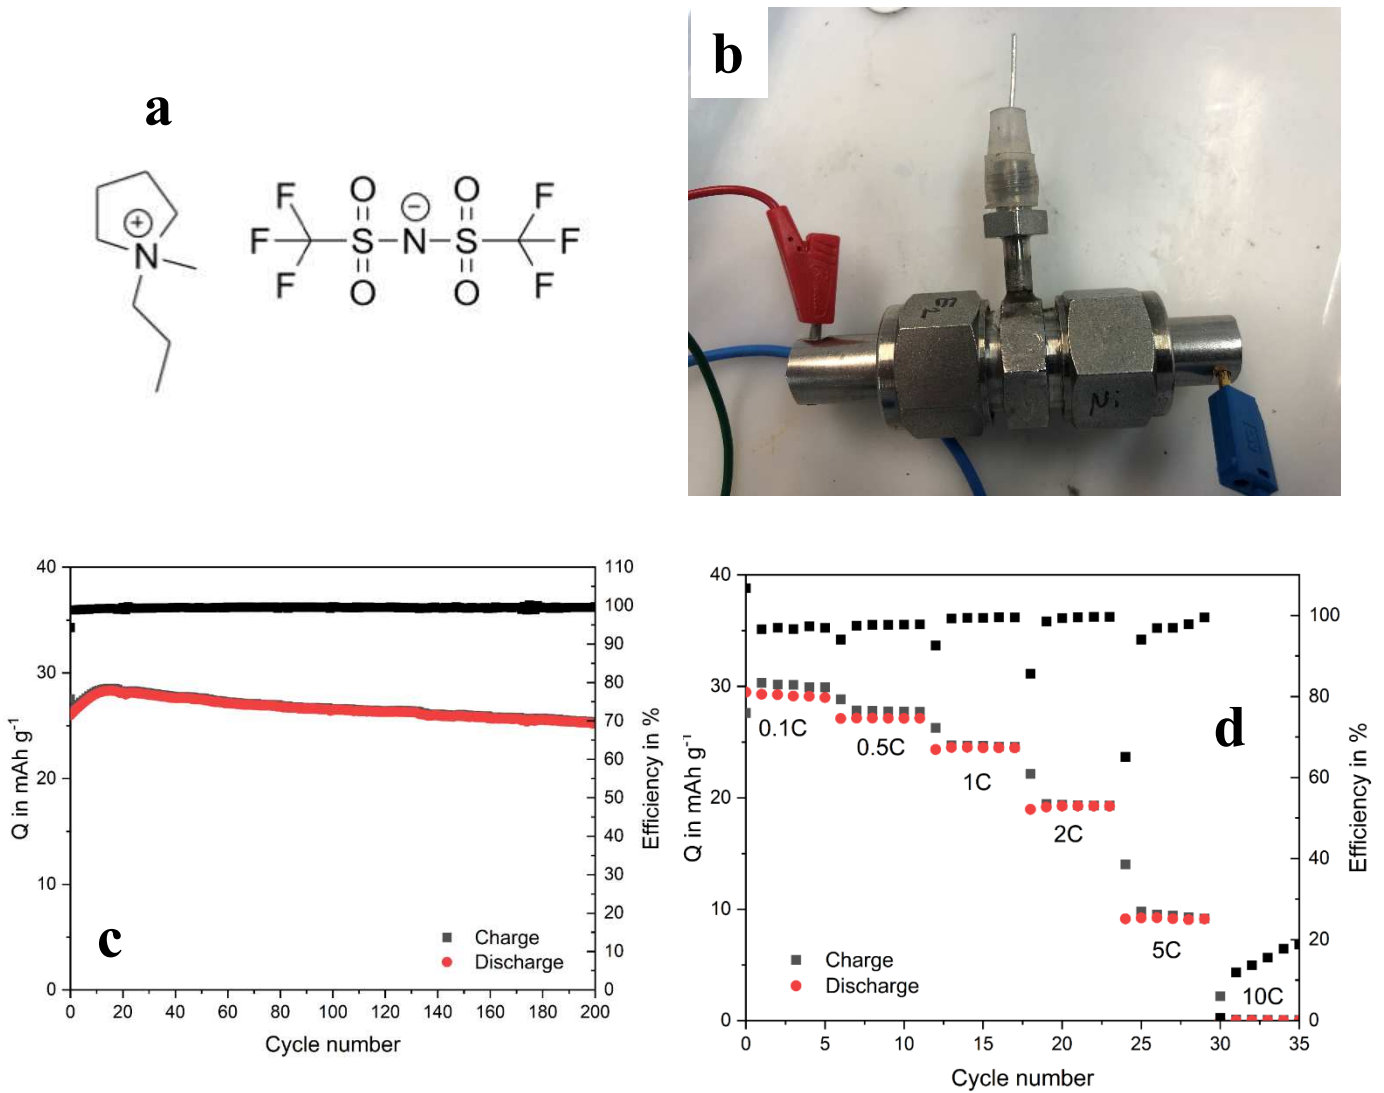 a
F
F
F
O
O
S
N
S
O
O
F
F
F
N
+
−
b
Ni
c
40
30
20
10
0
Q in mAh g-1
0 20 40 60 80 100 120 140 160 180 200
Cycle number
110
100
90
80
70
60
50
40
30
20
10
0
Efficiency in %
Charge
Discharge
d
40
30
20
10
0
Q in mAh g-1
0.1C
0.5C
1C
2C
5C
10C
Charge
Discharge
0 5 10 15 20 25 30 35
Cycle number
100
80
60
40
20
0
Efficiency in %